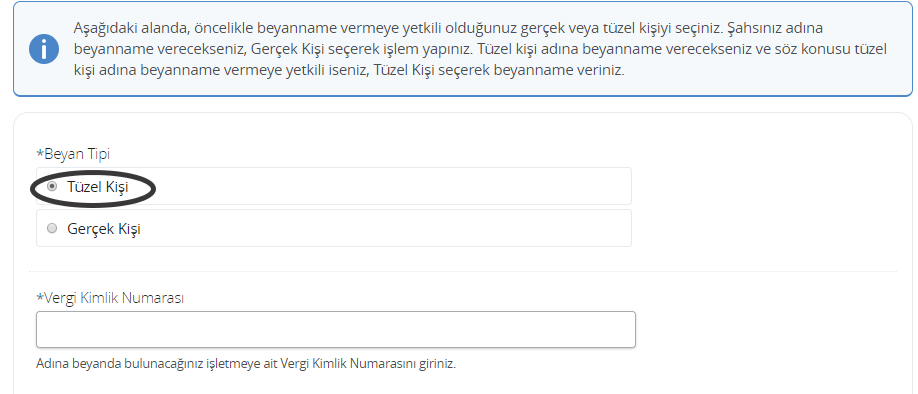 Aşağıdaki alanda, öncelikle beyanname vermeye yetkili olduğunuz gerçek veya tüzel kişiyi seçiniz. Şahsınız adına
beyanname verecekseniz, Gerçek Kişi seçerek işlem yapınız. Tüzel kişi adına beyanname verecekseniz ve söz konusu tüzel
kişi adına beyanname vermeye yetkili iseniz, Tüzel Kişi seçerek beyanname veriniz.
*Beyan Tipi
Tüzel Kişi
Gerçek Kişi
*Vergi Kimlik Numarası
Adına beyanda bulunacağınız işletmeye ait Vergi Kimlik Numarasını giriniz.